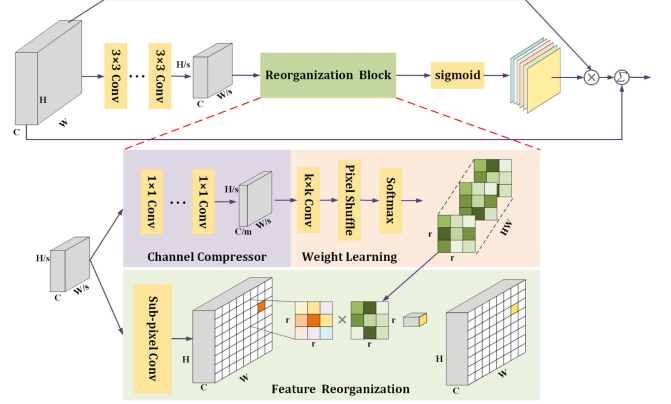 H
C
W
3×3 Conv
3×3 Conv
H/s
C
W/s
Reorganization Block
sigmoid
×
Σ
H/s
C
W/s
1×1 Conv
1×1 Conv
H/s
C/m
W/s
Channel Compressor
k×k Conv
Pixel Shuffle
Softmax
Weight Learning
r
r
HW
Sub-pixel Conv
H
C
W
r
r
×
r
r
H
C
W
Feature Reorganization